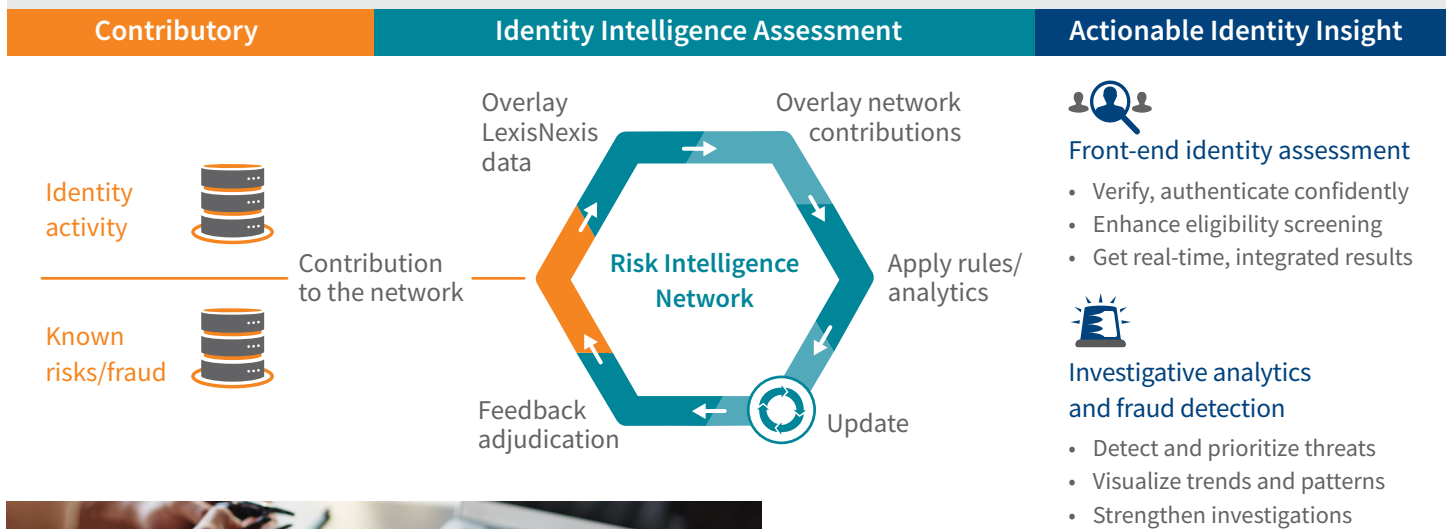 Contributory
Identity Intelligence Assessment
Actionable Identity Insight
Identity
activity
Known
risks/fraud
Contribution
to the network
Overlay
LexisNexis
data
Overlay network
contributions
Risk Intelligence
Network
Apply rules/
analytics
Update
Feedback
adjudication
Front-end identity assessment
• Verify, authenticate confidently
• Enhance eligibility screening
• Get real-time, integrated results
Investigative analytics
and fraud detection
• Detect and prioritize threats
• Visualize trends and patterns
• Strengthen investigations